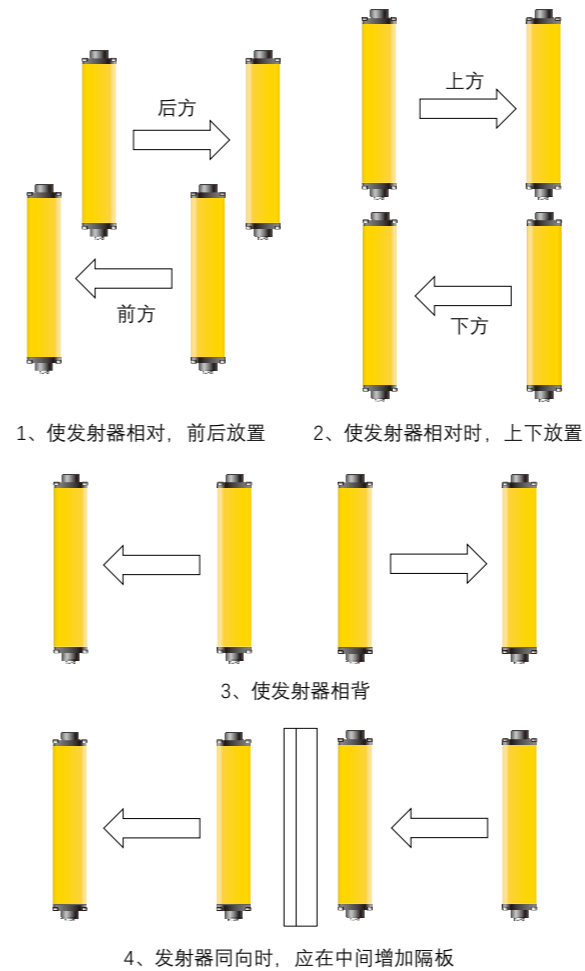 后方
上方
前方
下方
1、使发射器相对，前后放置
2、使发射器相对时，上下放置
3、使发射器相背
4、发射器同向时，应在中间增加隔板